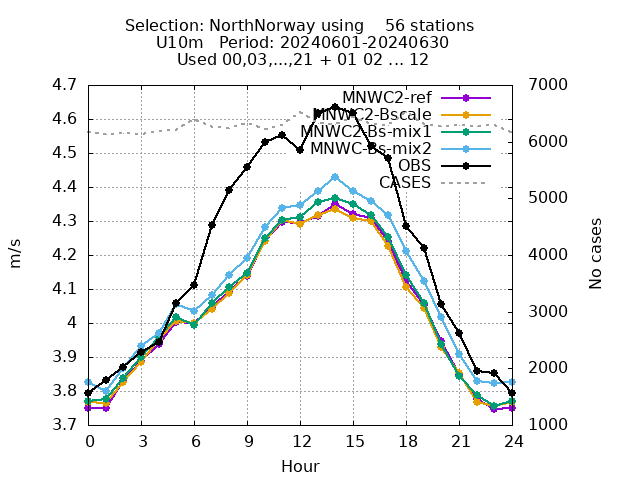 Selection: NorthNorway using    56 stations
U10m   Period: 20240601-20240630
Used 00,03,...,21 + 01 02 ... 12
4.7
4.6
4.5
4.4
4.3
4.2
4.1
4
3.9
3.8
3.7
m/s
MNWC2-ref
MNWC2-Bscale
MNWC2-Bs-mix1
MNWC-Bs-mix2
OBS
CASES
7000
6000
5000
4000
3000
2000
1000
No cases
0 3 6 9 12 15 18 21 24
Hour